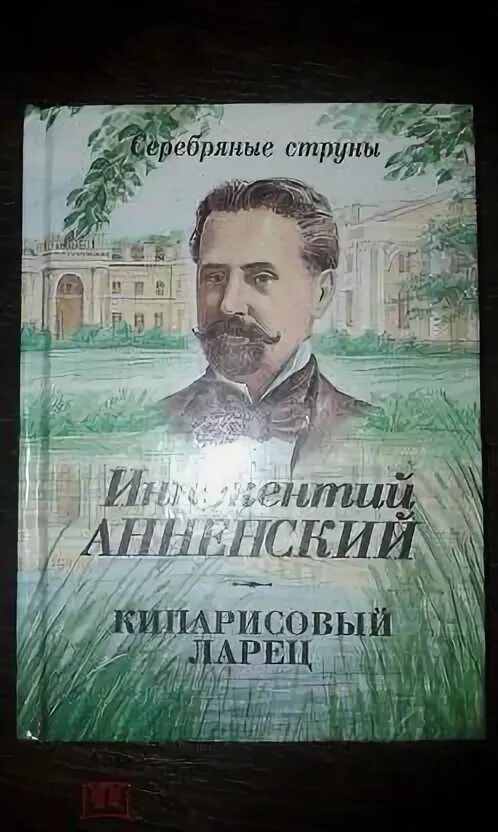 Серебряные струны
Иннокентий
АННЕНСКИЙ
КИПАРИСОВЫЙ
ЛАРЕЦ